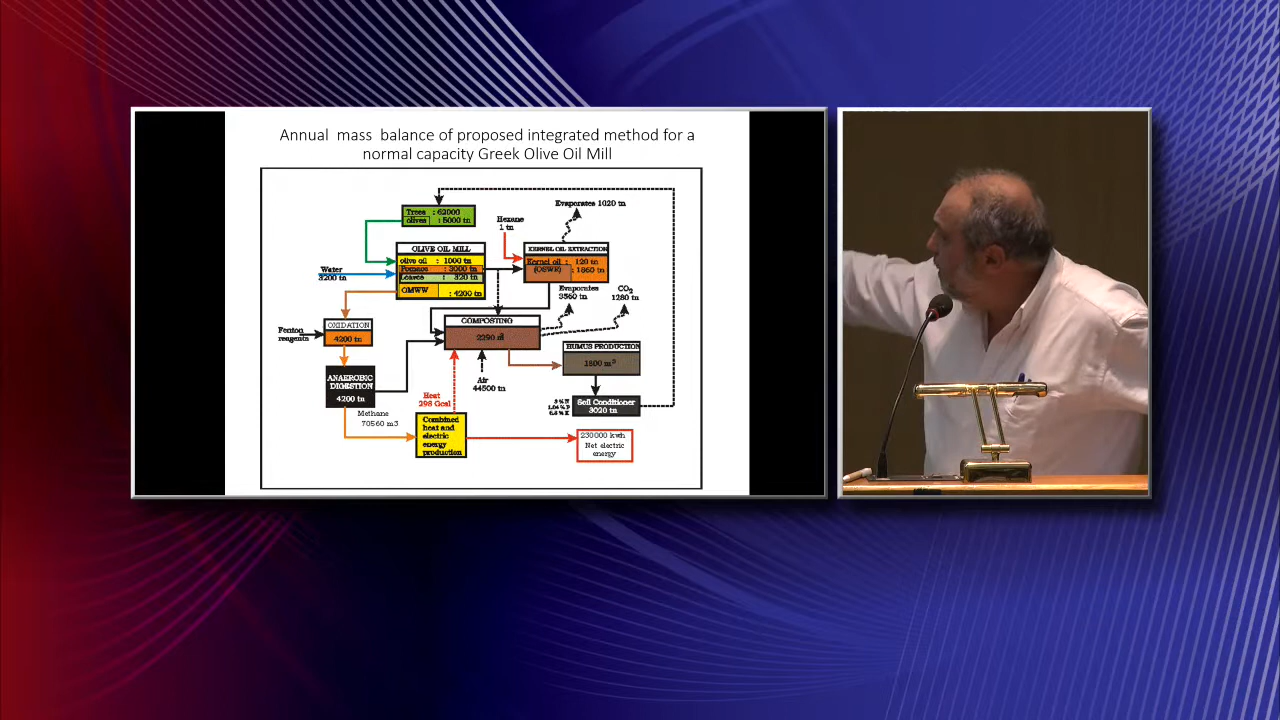 Annual mass balance of proposed integrated method for a
normal capacity Greek Olive Oil Mill
Evaporates 1020 tn
Trees : 62000
olives : 5000 tn
Hexane
1 tn
OLIVE OIL MILL
olive oil : 1000 tn
Pomace : 3000 tn
Leaves : 320 tn
OMWW : 4200 tn
KERNEL OIL EXTRACTION
Kernel oil : 120 tn
(OSWR) : 1860 tn
Water
3200 tn
Evaporates
3560 tn
CO2
1280 tn
Fenton
reagents
OXIDATION
4200 tn
COMPOSTING
2290 m
HUMUS PRODUCTION
1800 m3
ANAEROBIC
DIGESTION
4200 tn
Air
44500 tn
Heat
298 Gcal
Soil Conditioner
3020 tn
Methane
70560 m3
Combined
heat and
electric
energy
production
230000 kwh
Net electric
energy